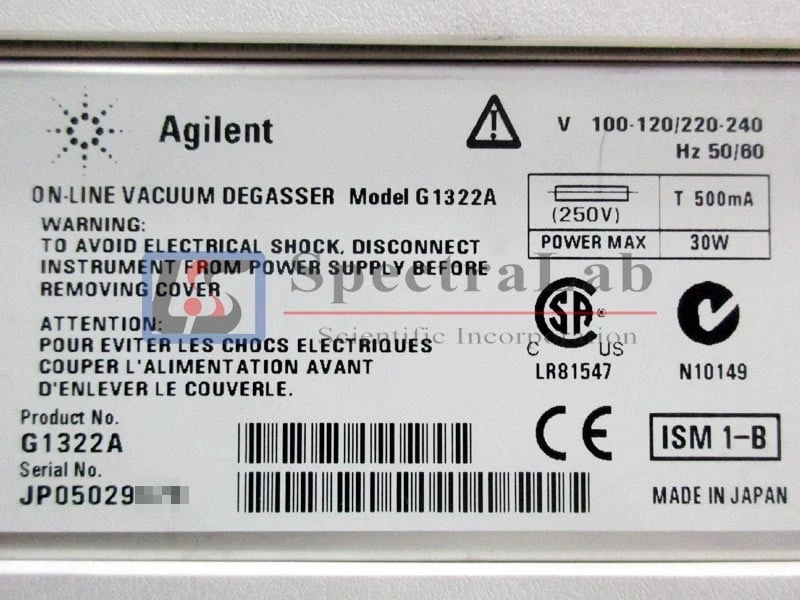 Agilent
V 100-120/220-240
Hz 50/60
ON-LINE VACUUM DEGASSER Model G1322A
(250V)
T 500mA
POWER MAX 30W
WARNING:
TO AVOID ELECTRICAL SHOCK, DISCONNECT
INSTRUMENT FROM POWER SUPPLY BEFORE
REMOVING COVER
SpectraLab
Scientific Incorporation
ATTENTION:
POUR EVITER LES CHOCS ELECTRIQUES
COUPER L'ALIMENTATION AVANT
D'ENLEVER LE COUVERLE.
SA®
C US
LR81547
N10149
Product No.
G1322A
CE
ISM 1-B
Serial No.
JP05029
MADE IN JAPAN